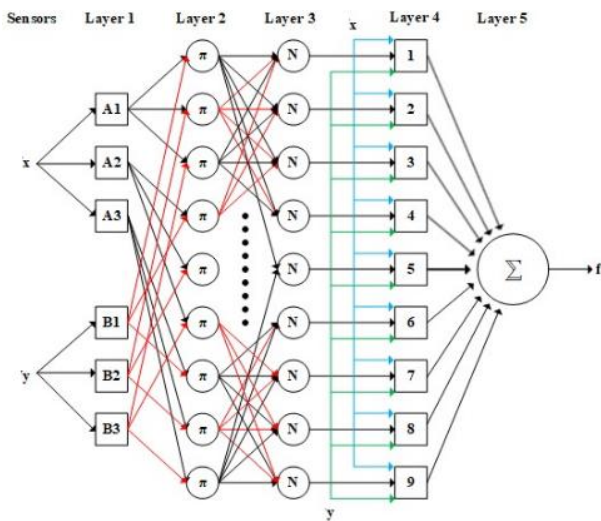 Sensors Layer 1 Layer 2 Layer 3 x Layer 4 Layer 5
π N 1
A1 π N 2
x A2 π N 3
A3 π N 4
π N 5 Σ f
B1 π N 6
y B2 π N 7
B3 π N 8
π N 9
y